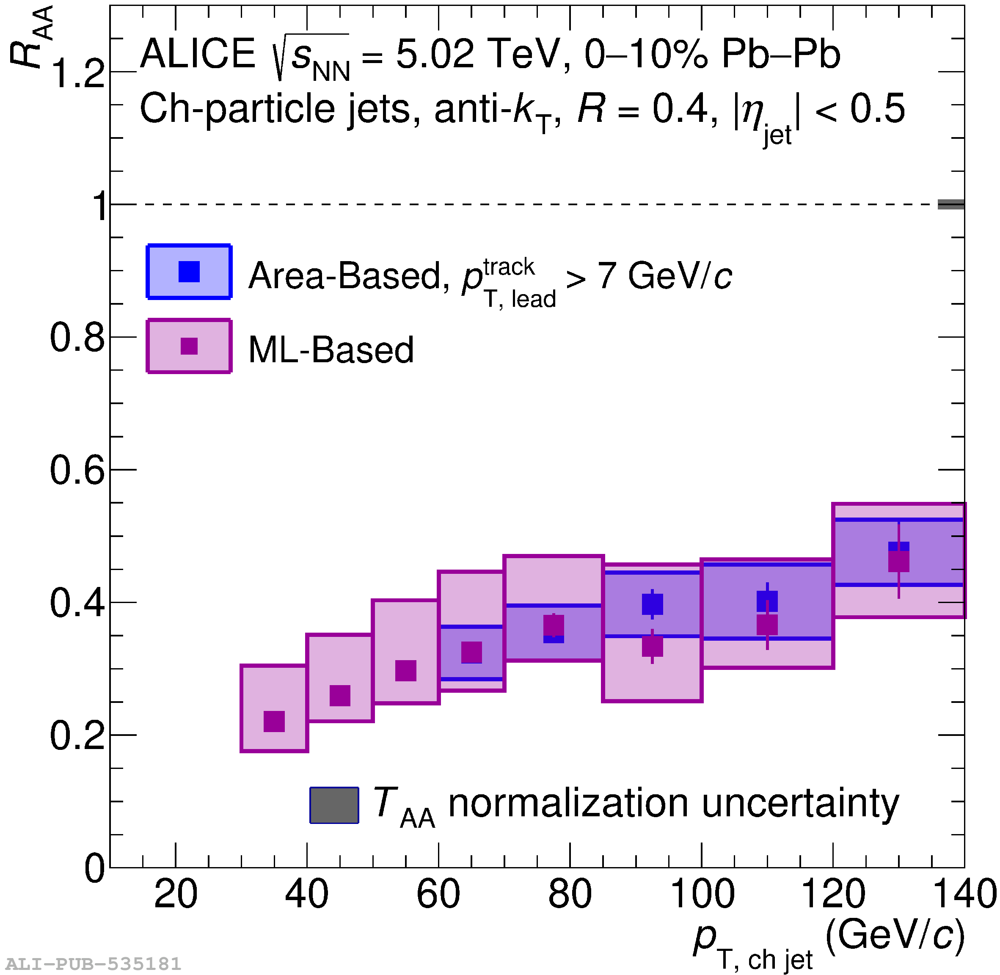 R_AA
ALICE √s_NN = 5.02 TeV, 0–10% Pb–Pb
Ch-particle jets, anti-k_T, R = 0.4, |η_jet| < 0.5
1.2
1
0.8
0.6
0.4
0.2
0
Area-Based, p^track_T, lead > 7 GeV/c
ML-Based
T_AA normalization uncertainty
20 40 60 80 100 120 140
p_T, ch jet (GeV/c)
ALI-PUB-535181